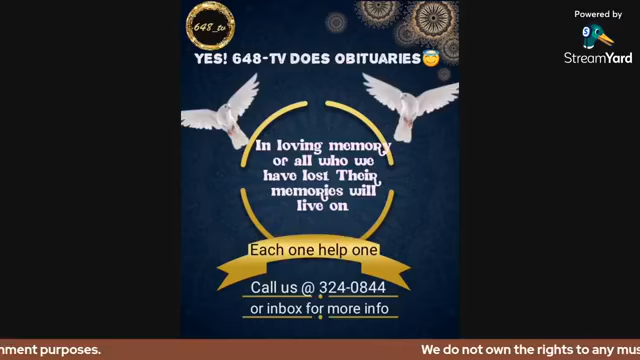 648_tv
Powered by
StreamYard
YES! 648-TV DOES OBITUARIES
In loving memory
of all who we
have lost. Their
memories will
live on
Each one help one
Call us @ 324-0844
or inbox for more info
nment purposes.
We do not own the rights to any mus